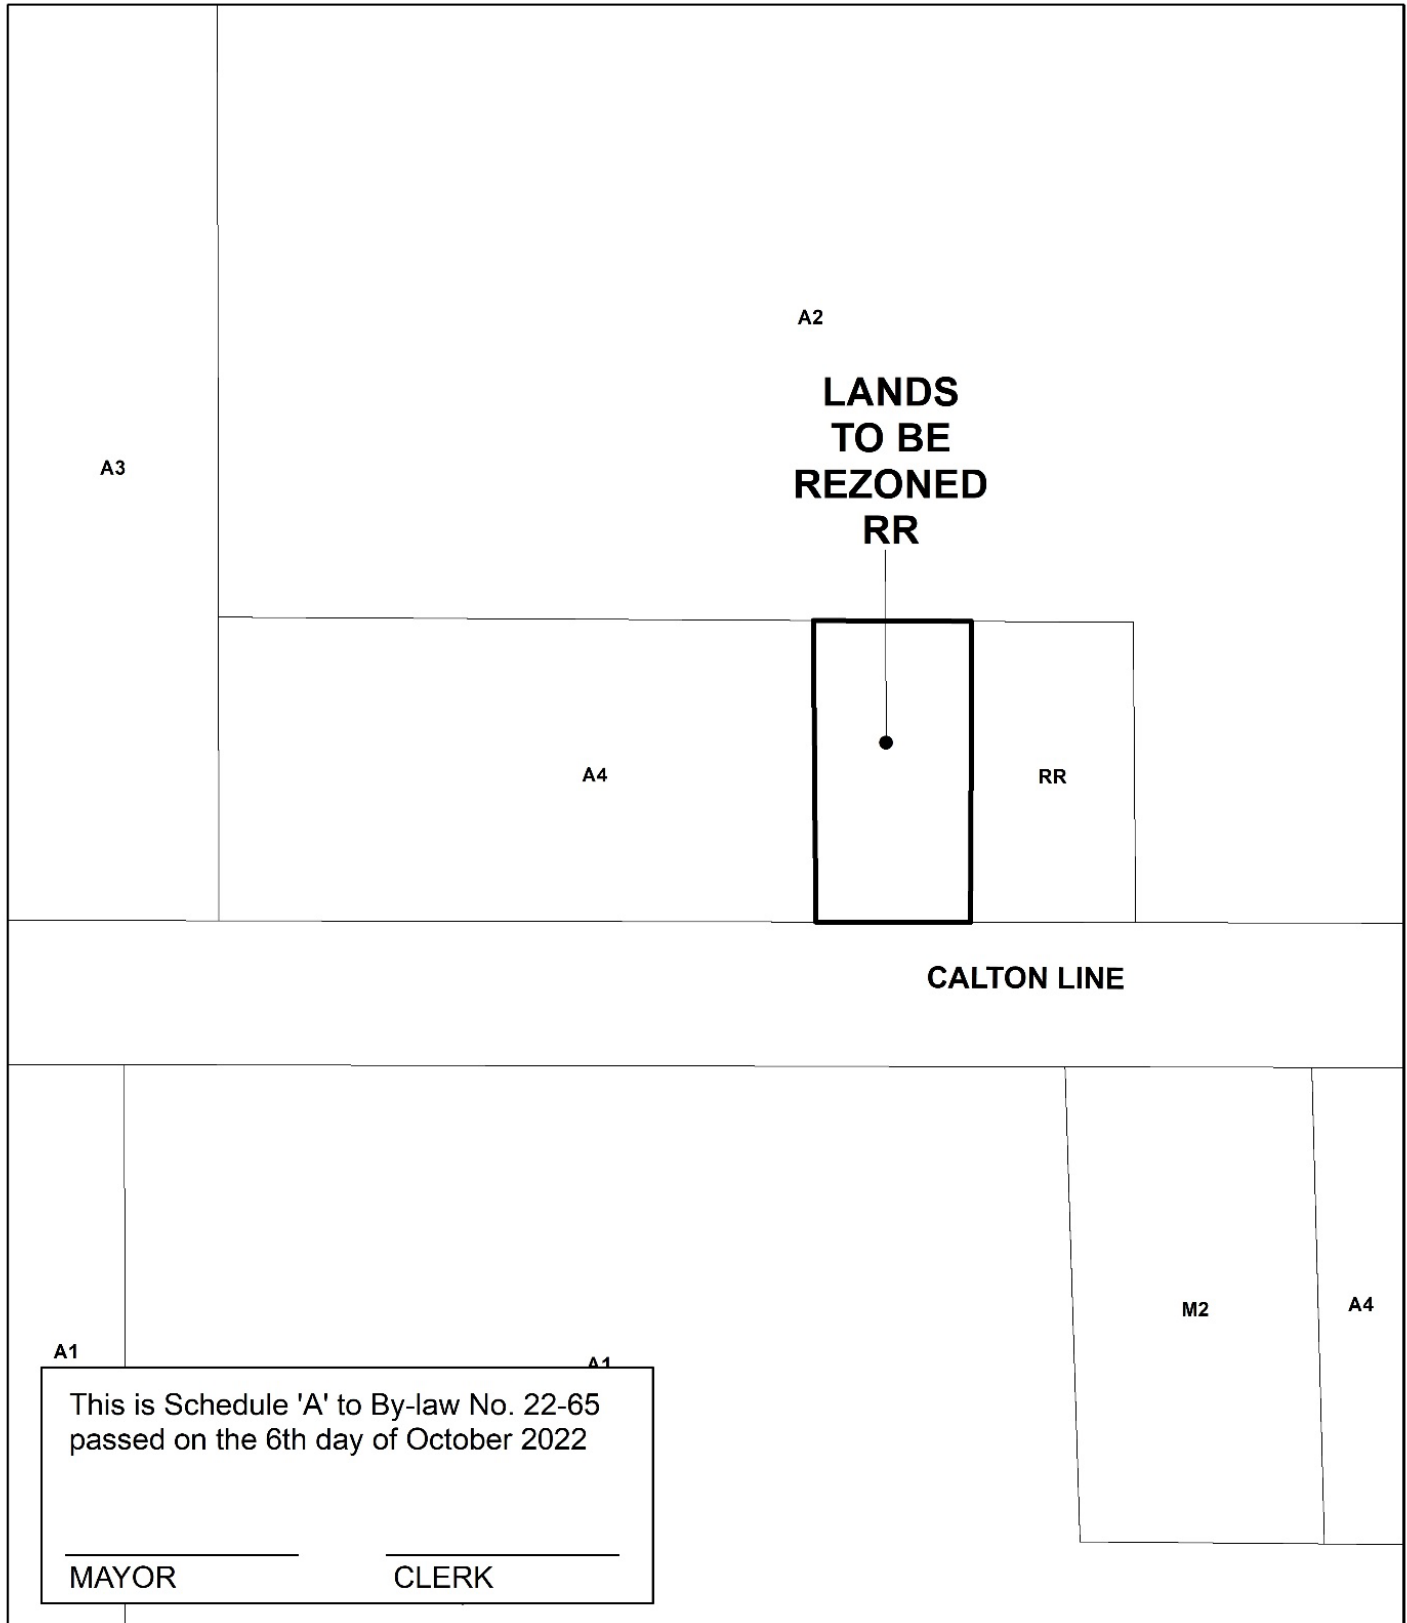 A2
LANDS
TO BE
REZONED
RR
A3
A4
RR
CALTON LINE
M2
A4
A1
A1
This is Schedule 'A' to By-law No. 22-65
passed on the 6th day of October 2022
MAYOR
CLERK